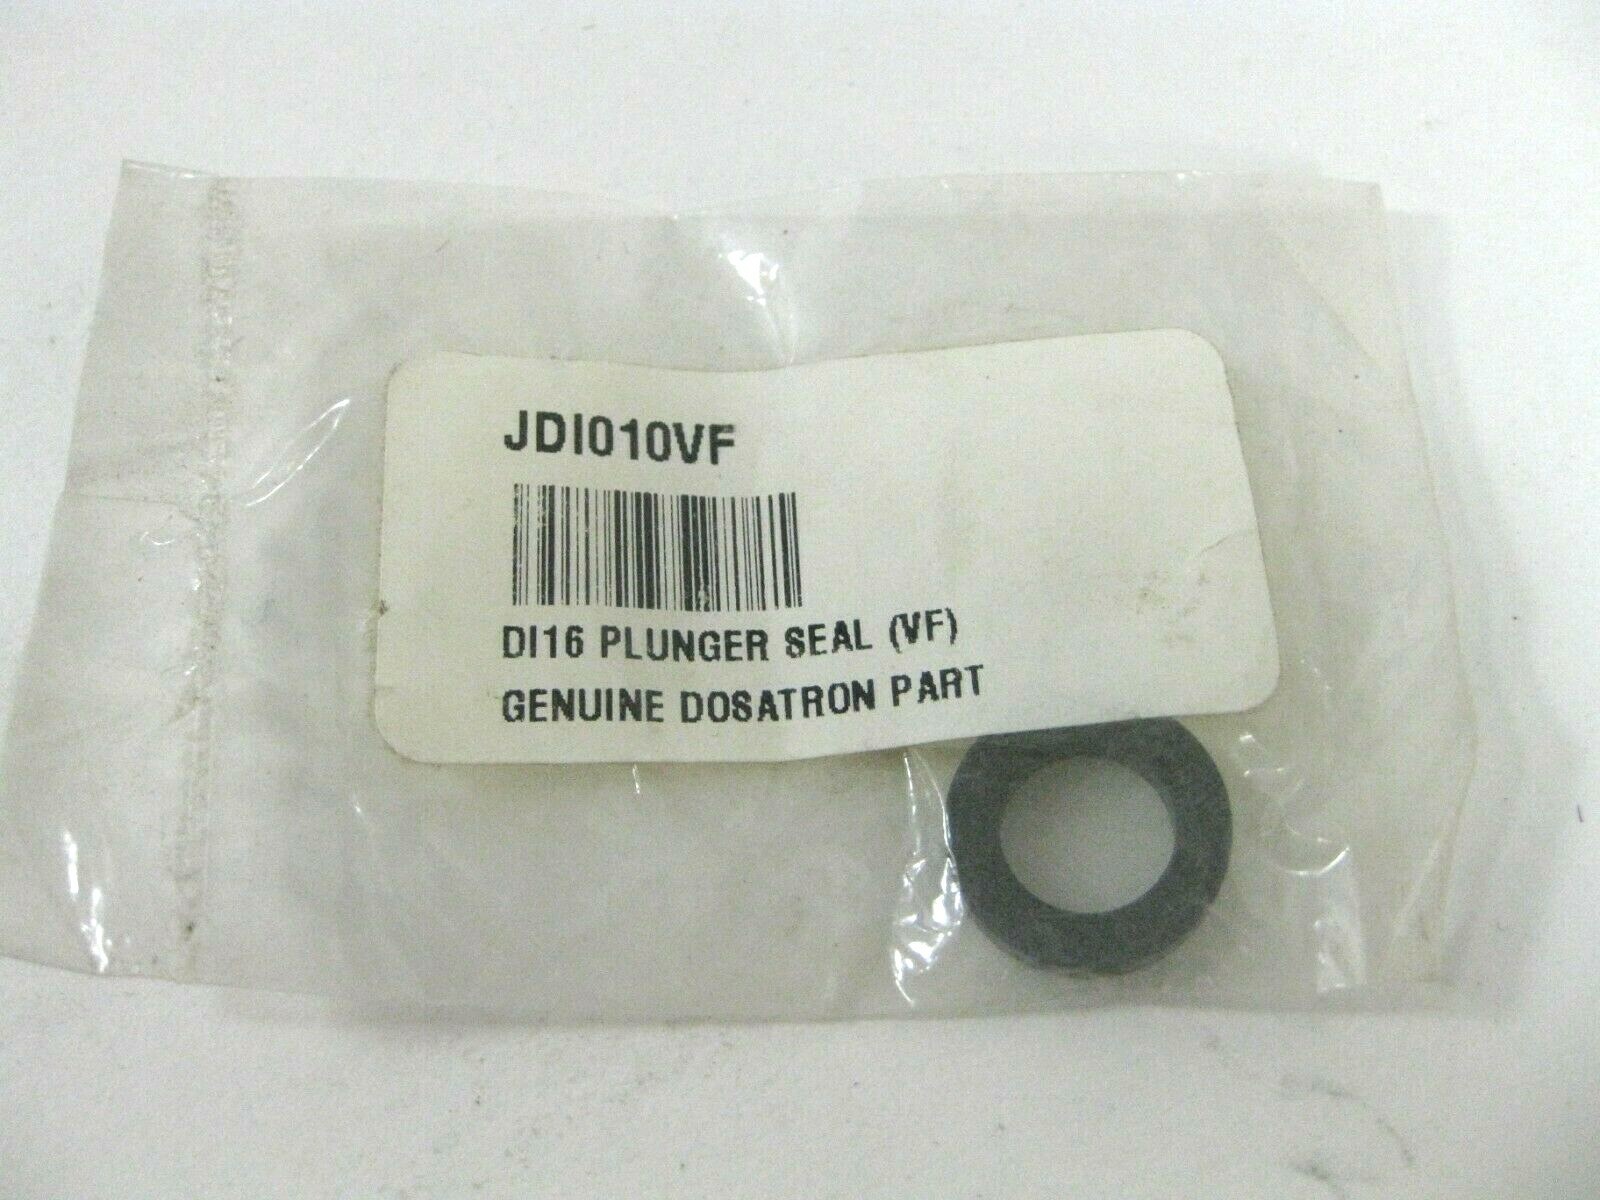 JDI010VF
DI16 PLUNGER SEAL (VF)
GENUINE DOSATRON PART